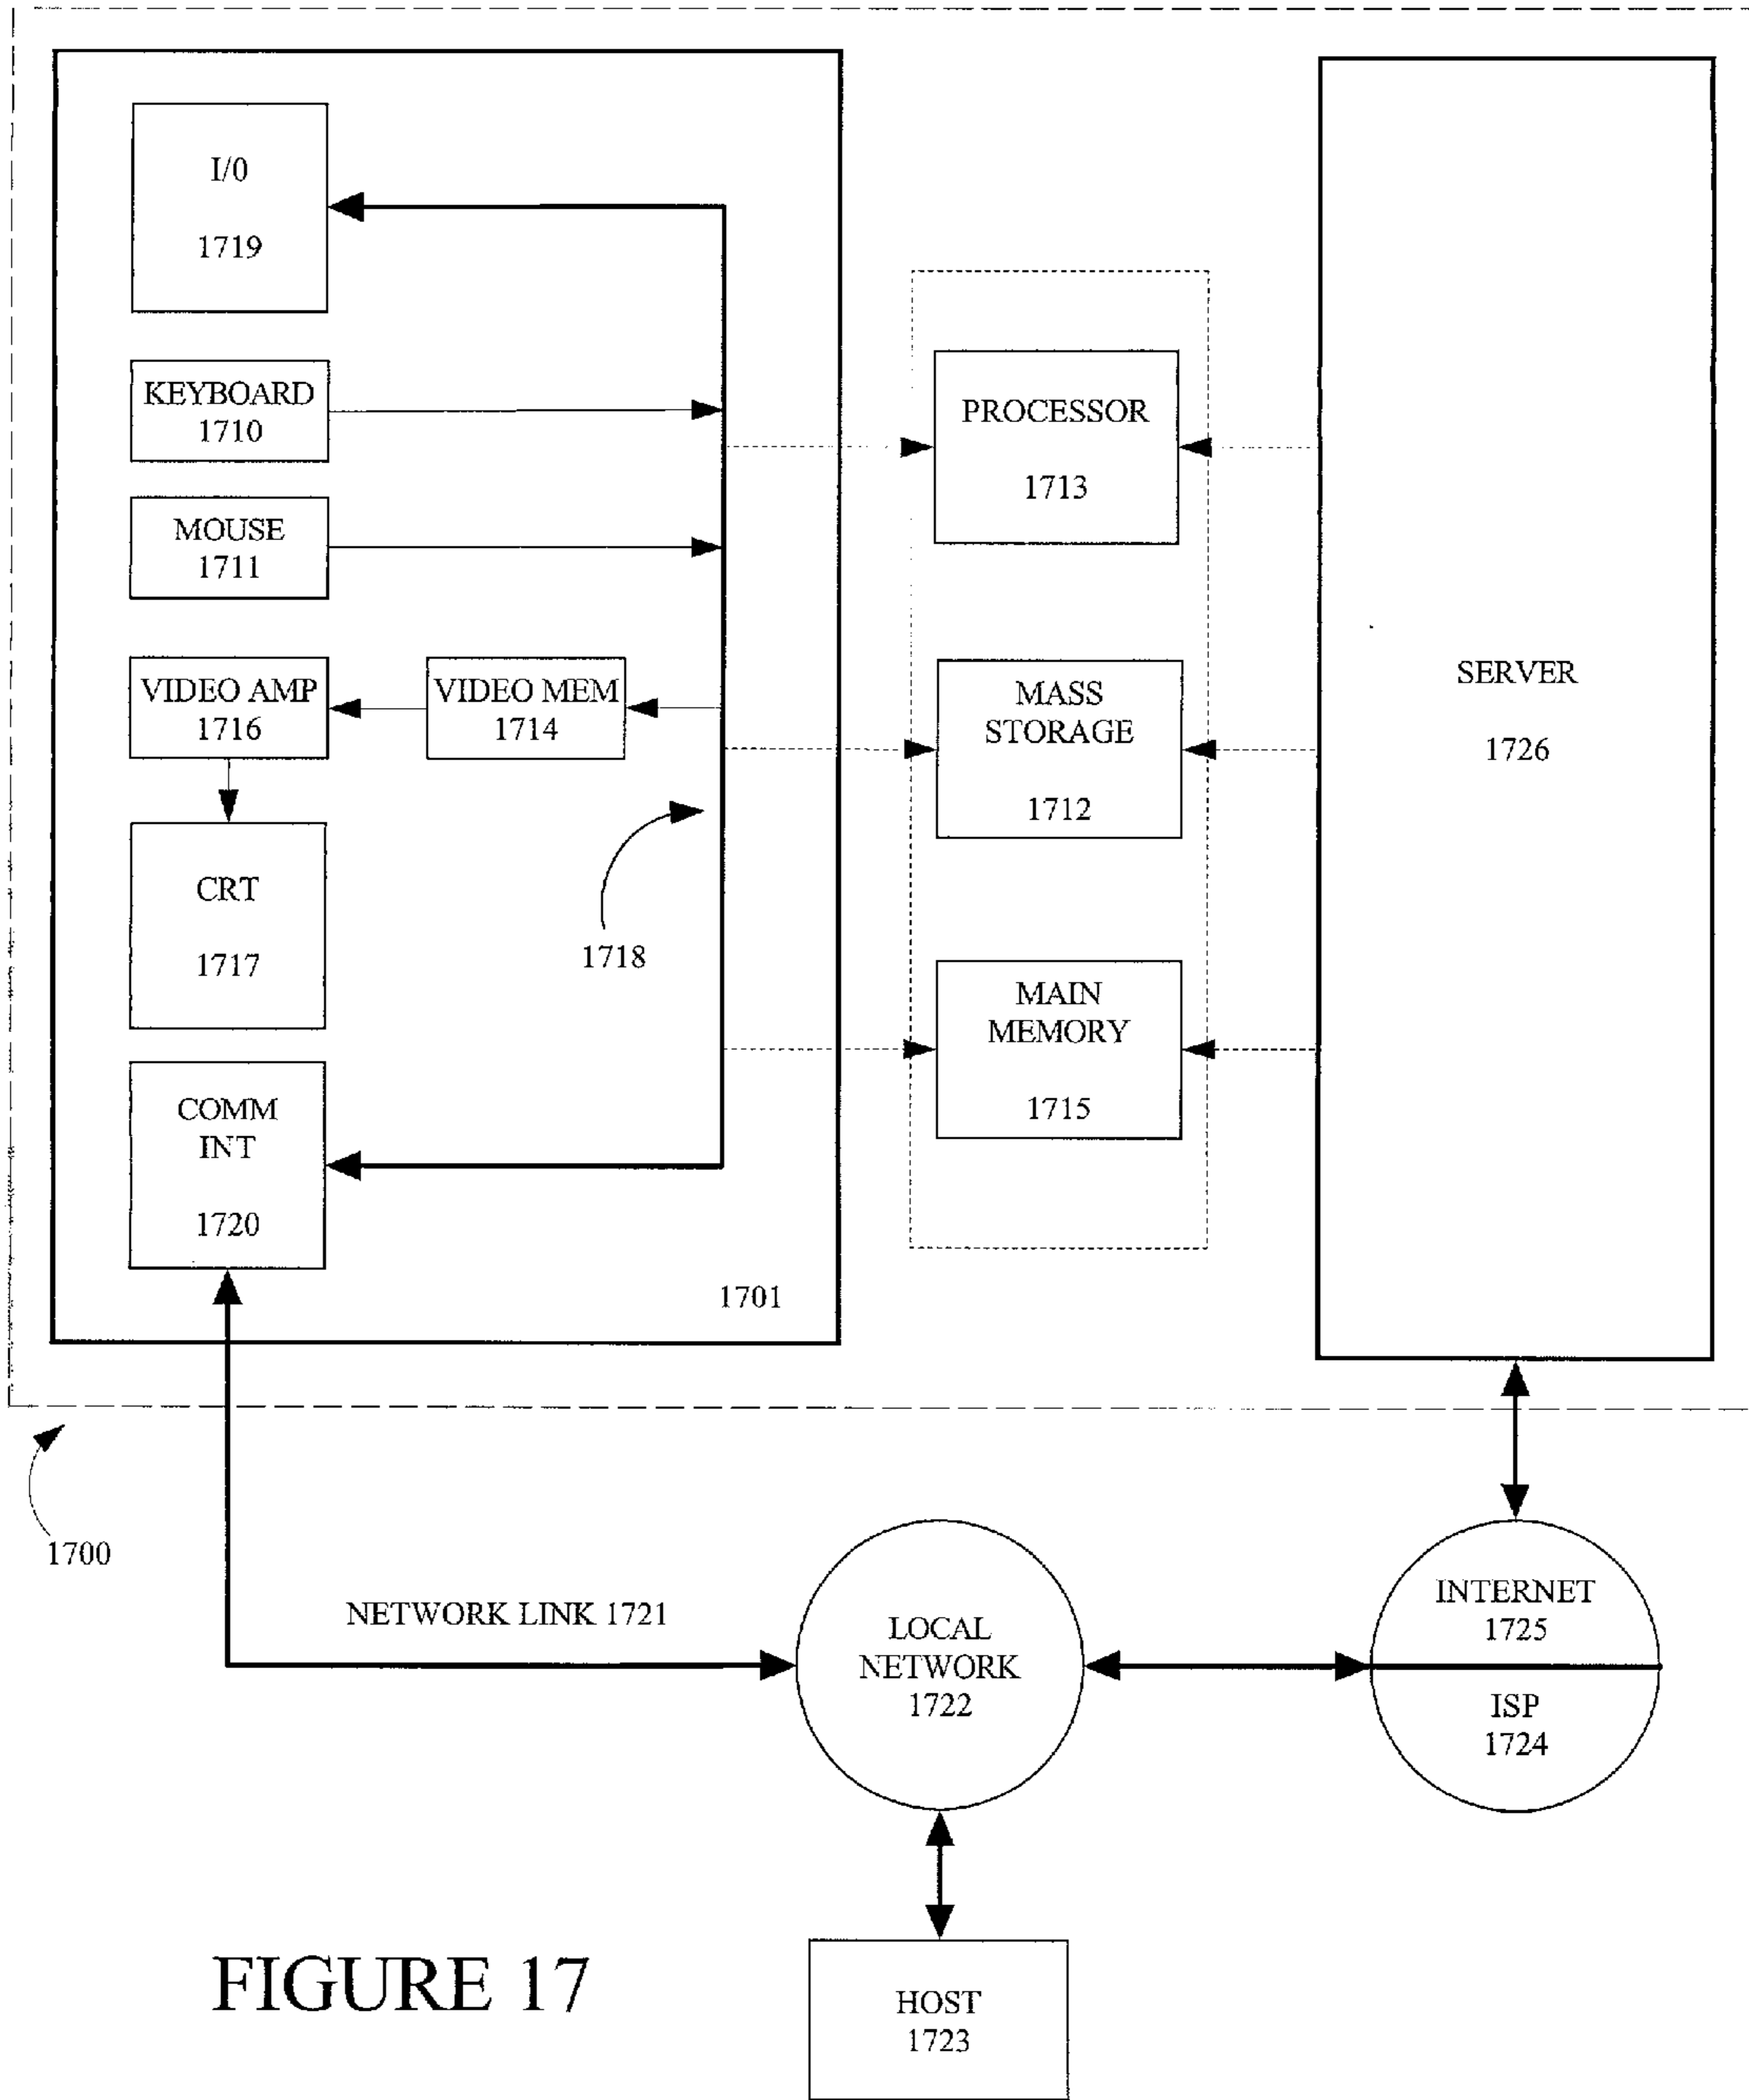 I/0
1719
KEYBOARD
1710
MOUSE
1711
VIDEO AMP
1716
VIDEO MEM
1714
CRT
1717
1718
COMM
INT
1720
1701
PROCESSOR
1713
MASS
STORAGE
1712
MAIN
MEMORY
1715
SERVER
1726
1700
NETWORK LINK 1721
LOCAL
NETWORK
1722
INTERNET
1725
ISP
1724
HOST
1723
FIGURE 17